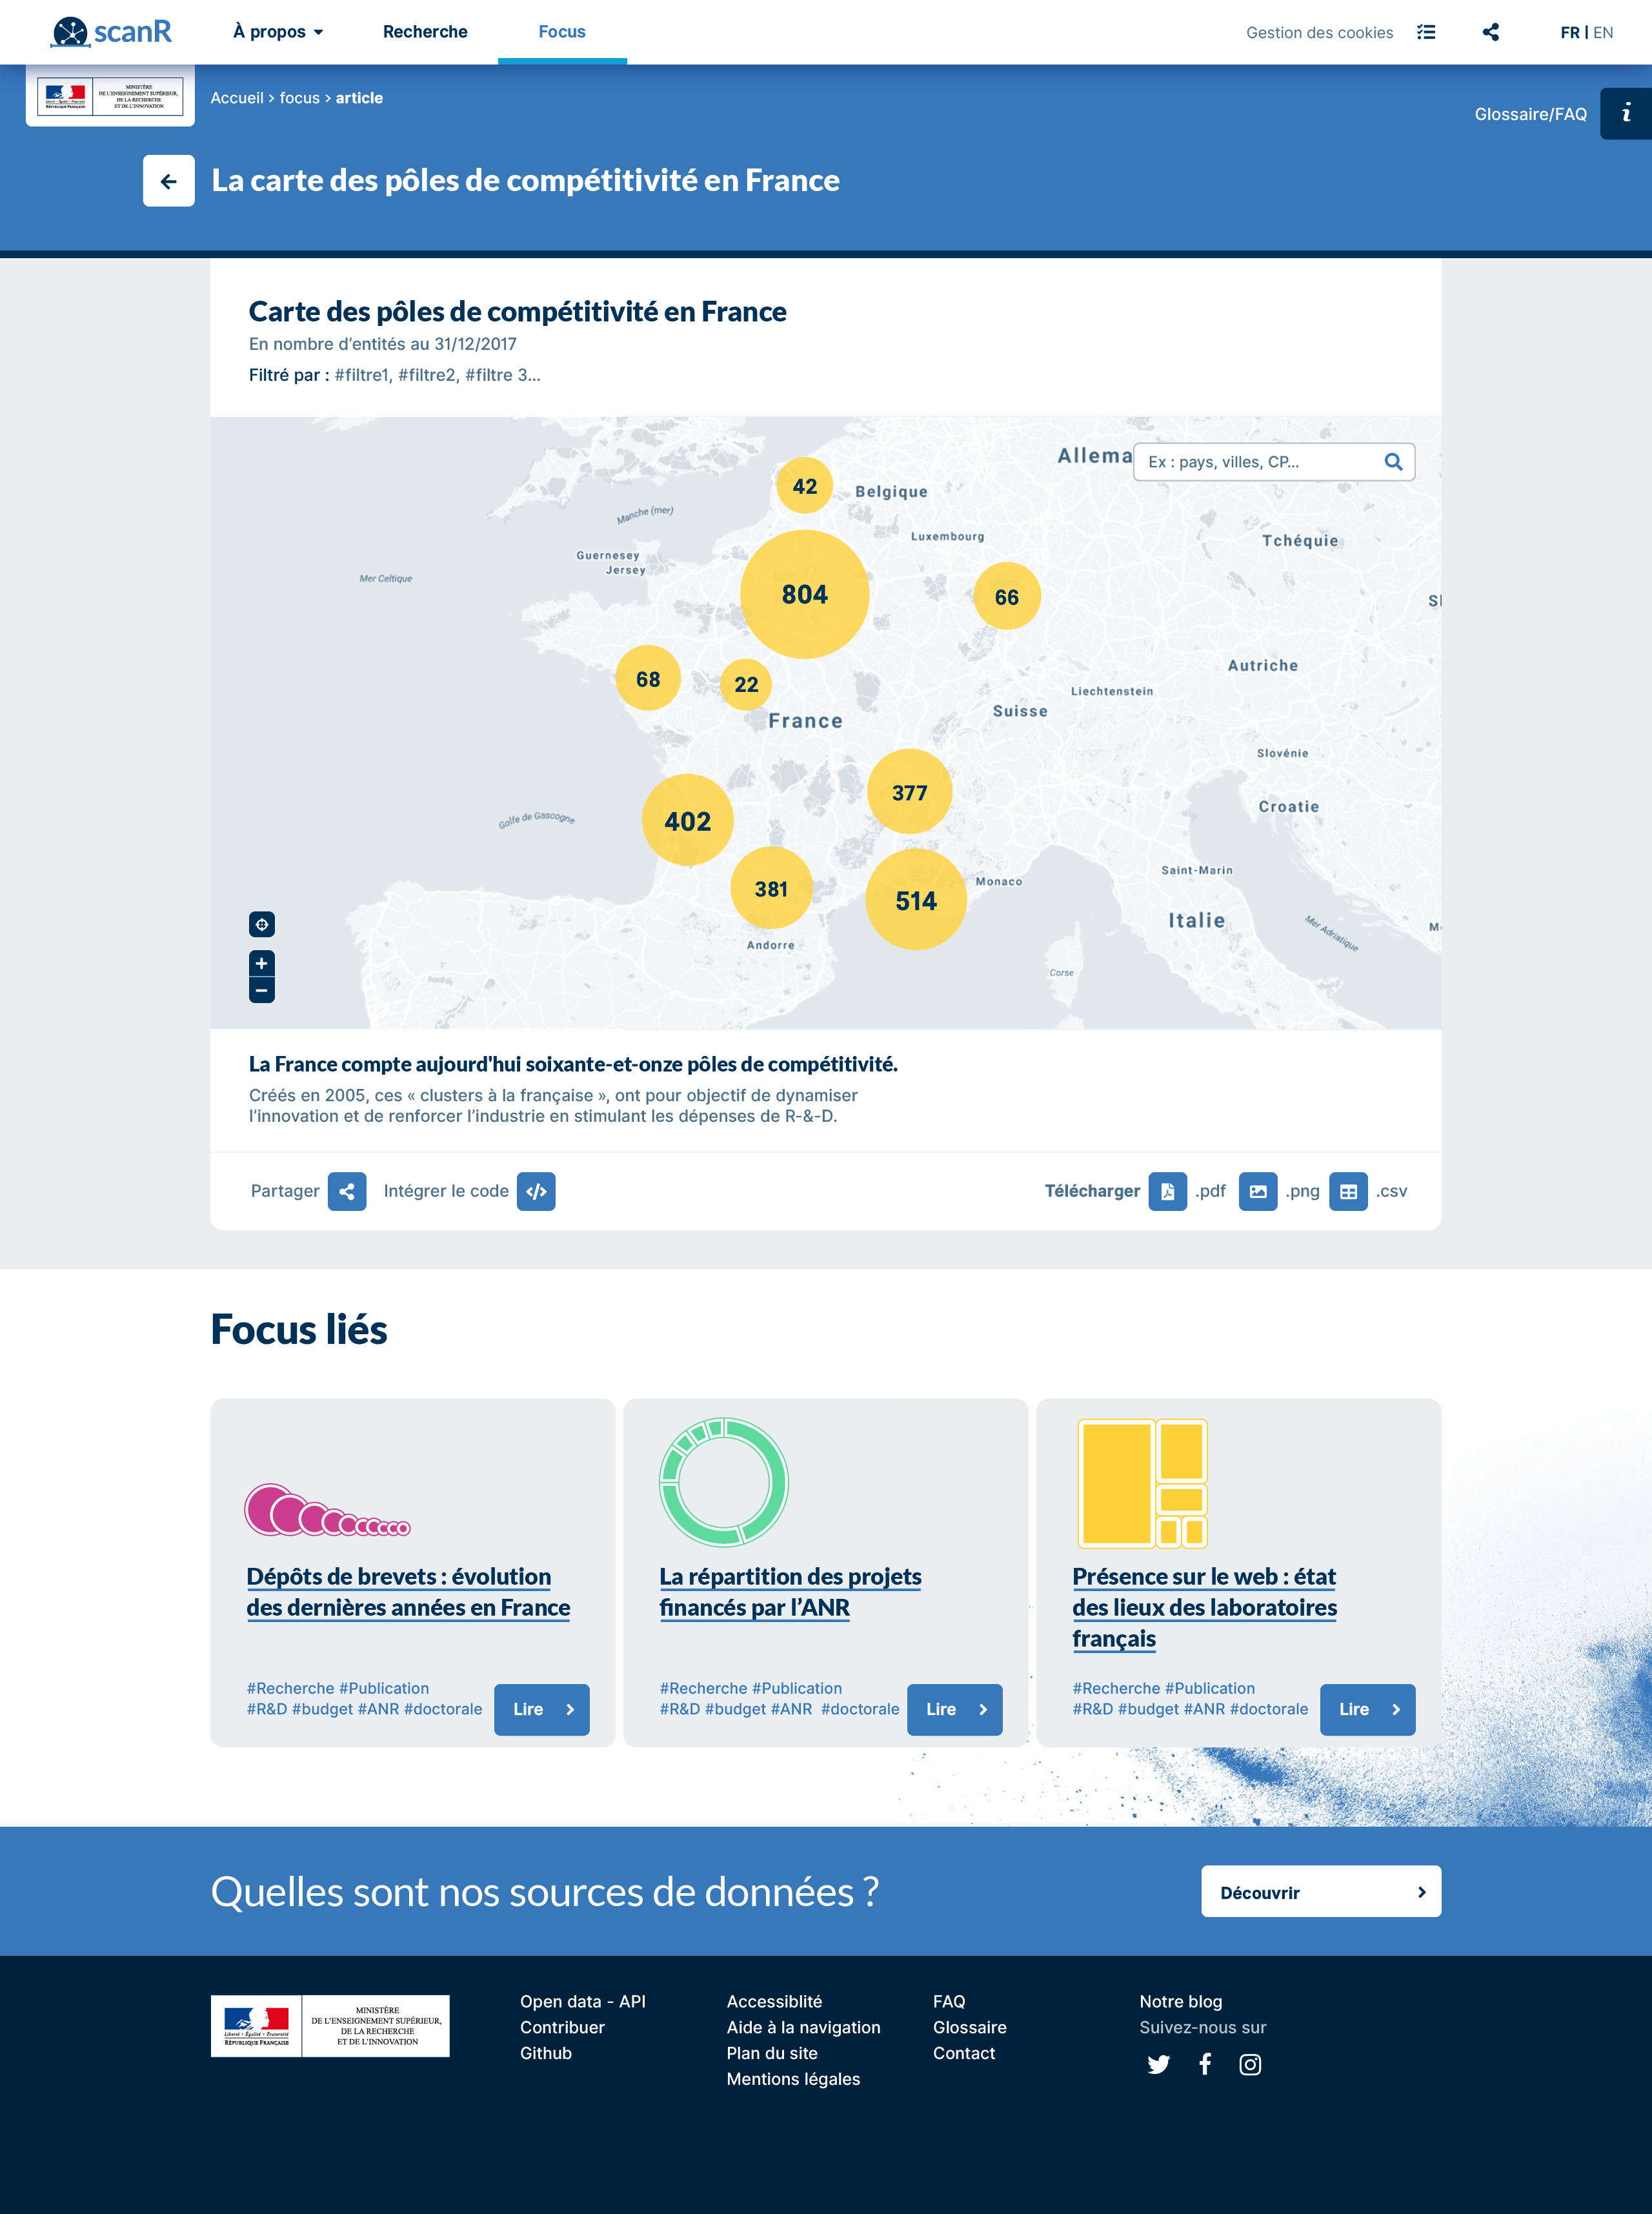 scanR
À propos
Recherche
Focus
Gestion des cookies
FR | EN
MINISTÈRE
DE L'ENSEIGNEMENT SUPÉRIEUR,
DE LA RECHERCHE
ET DE L'INNOVATION
Liberté • Égalité • Fraternité
RÉPUBLIQUE FRANÇAISE
Accueil > focus > article
Glossaire/FAQ
i
La carte des pôles de compétitivité en France
Carte des pôles de compétitivité en France
En nombre d’entités au 31/12/2017
Filtré par : #filtre1, #filtre2, #filtre 3...
Allema
Ex : pays, villes, CP...
42
Belgique
Manche (mer)
Luxembourg
Tchéquie
Guernesey
Jersey
Mer Celtique
804
66
68
22
Autriche
Liechtenstein
France
Suisse
Slovénie
377
Croatie
402
Golfe de Gascogne
Saint-Marin
381
Monaco
514
Italie
Mer Adriatique
Andorre
Corse
La France compte aujourd'hui soixante-et-onze pôles de compétitivité.
Créés en 2005, ces « clusters à la française », ont pour objectif de dynamiser
l’innovation et de renforcer l’industrie en stimulant les dépenses de R-&-D.
Partager
Intégrer le code
Télécharger
.pdf
.png
.csv
Focus liés
Dépôts de brevets : évolution
des dernières années en France
#Recherche #Publication
#R&D #budget #ANR #doctorale
Lire
La répartition des projets
financés par l’ANR
#Recherche #Publication
#R&D #budget #ANR #doctorale
Lire
Présence sur le web : état
des lieux des laboratoires
français
#Recherche #Publication
#R&D #budget #ANR #doctorale
Lire
Quelles sont nos sources de données ?
Découvrir
Liberté • Égalité • Fraternité
RÉPUBLIQUE FRANÇAISE
MINISTÈRE
DE L'ENSEIGNEMENT SUPÉRIEUR,
DE LA RECHERCHE
ET DE L'INNOVATION
Open data - API
Contribuer
Github
Accessiblité
Aide à la navigation
Plan du site
Mentions légales
FAQ
Glossaire
Contact
Notre blog
Suivez-nous sur